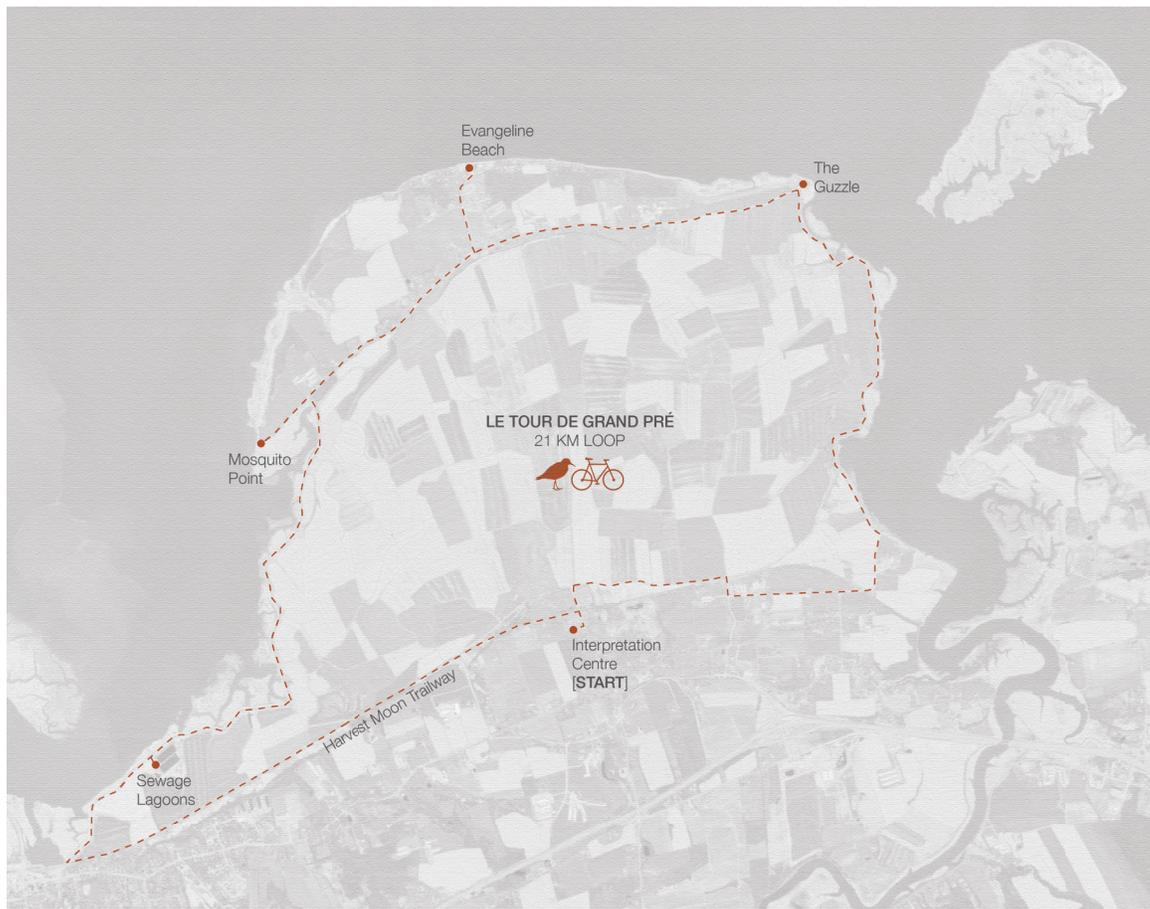 Evangeline
Beach
The
Guzzle
LE TOUR DE GRAND PRÉ
21 KM LOOP
Mosquito
Point
Interpretation
Centre
[START]
Harvest Moon Trailway
Sewage
Lagoons